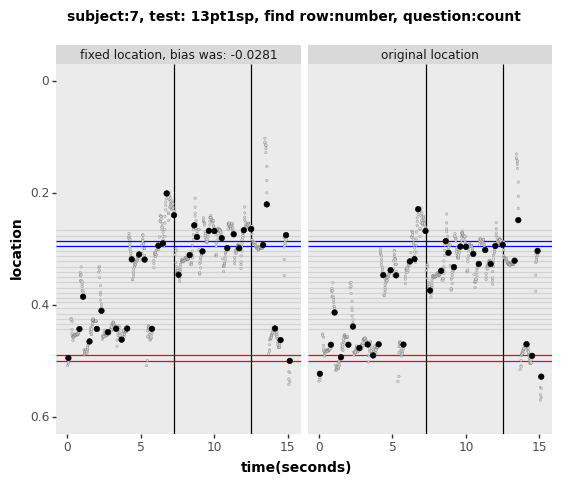 subject:7, test: 13pt1sp, find row:number, question:count
fixed location, bias was: -0.0281
original location
0
0.2
0.4
0.6
location
0
5
10
15
0
5
10
15
time(seconds)